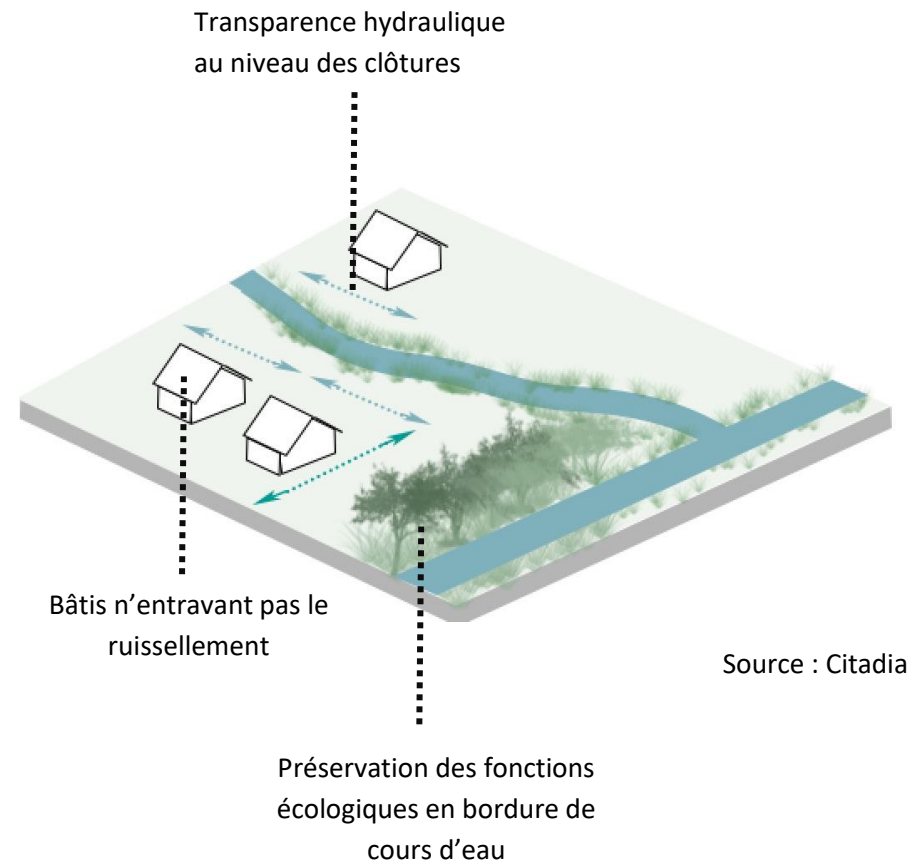 Transparence hydraulique
au niveau des clôtures
Bâtis n’entravant pas le
ruissellement
Source : Citadia
Préservation des fonctions
écologiques en bordure de
cours d’eau